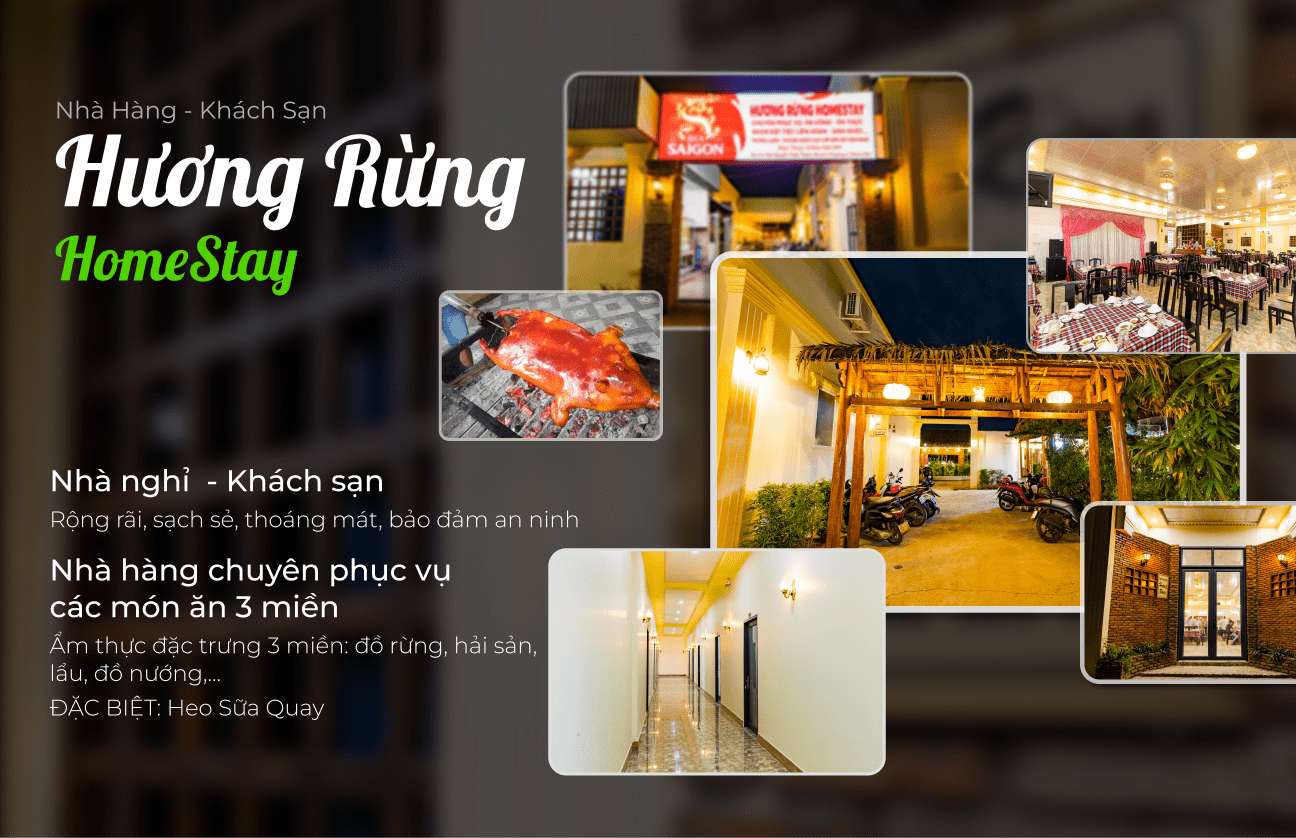 Nhà Hàng - Khách Sạn
Hương Rừng
HomeStay
Nhà nghỉ - Khách sạn
Rộng rãi, sạch sẻ, thoáng mát, bảo đảm an ninh
Nhà hàng chuyên phục vụ
các món ăn 3 miền
Ẩm thực đặc trưng 3 miền: đồ rừng, hải sản,
lẩu, đồ nướng,...
ĐẶC BIỆT: Heo Sữa Quay
BIA
SAIGON
HƯƠNG RỪNG HOMESTAY